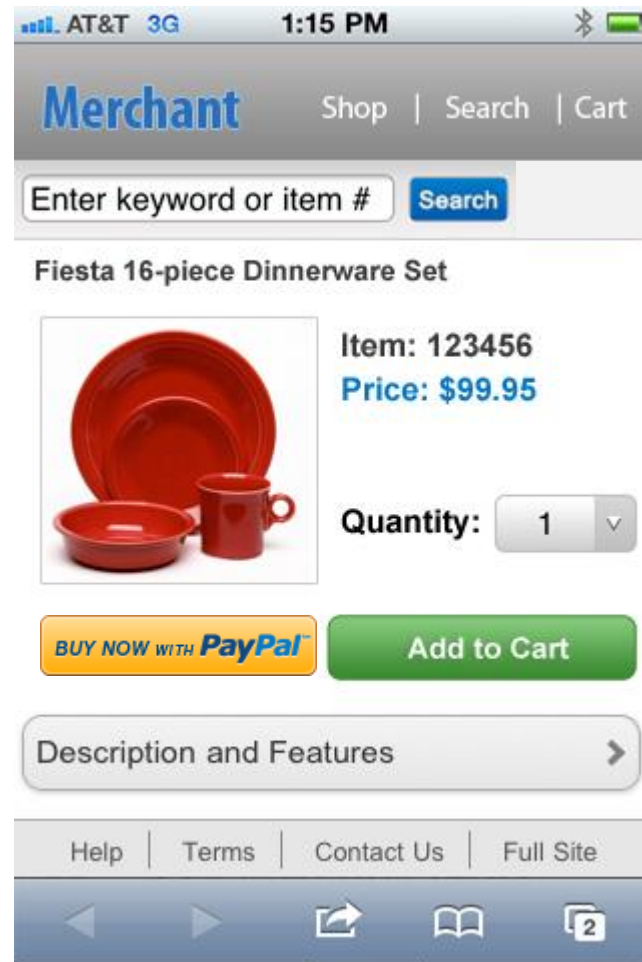 AT&T 3G 1:15 PM
Merchant Shop | Search | Cart
Enter keyword or item # Search
Fiesta 16-piece Dinnerware Set
Item: 123456
Price: $99.95
Quantity: 1
BUY NOW WITH PayPal™ Add to Cart
Description and Features
Help | Terms | Contact Us | Full Site
2